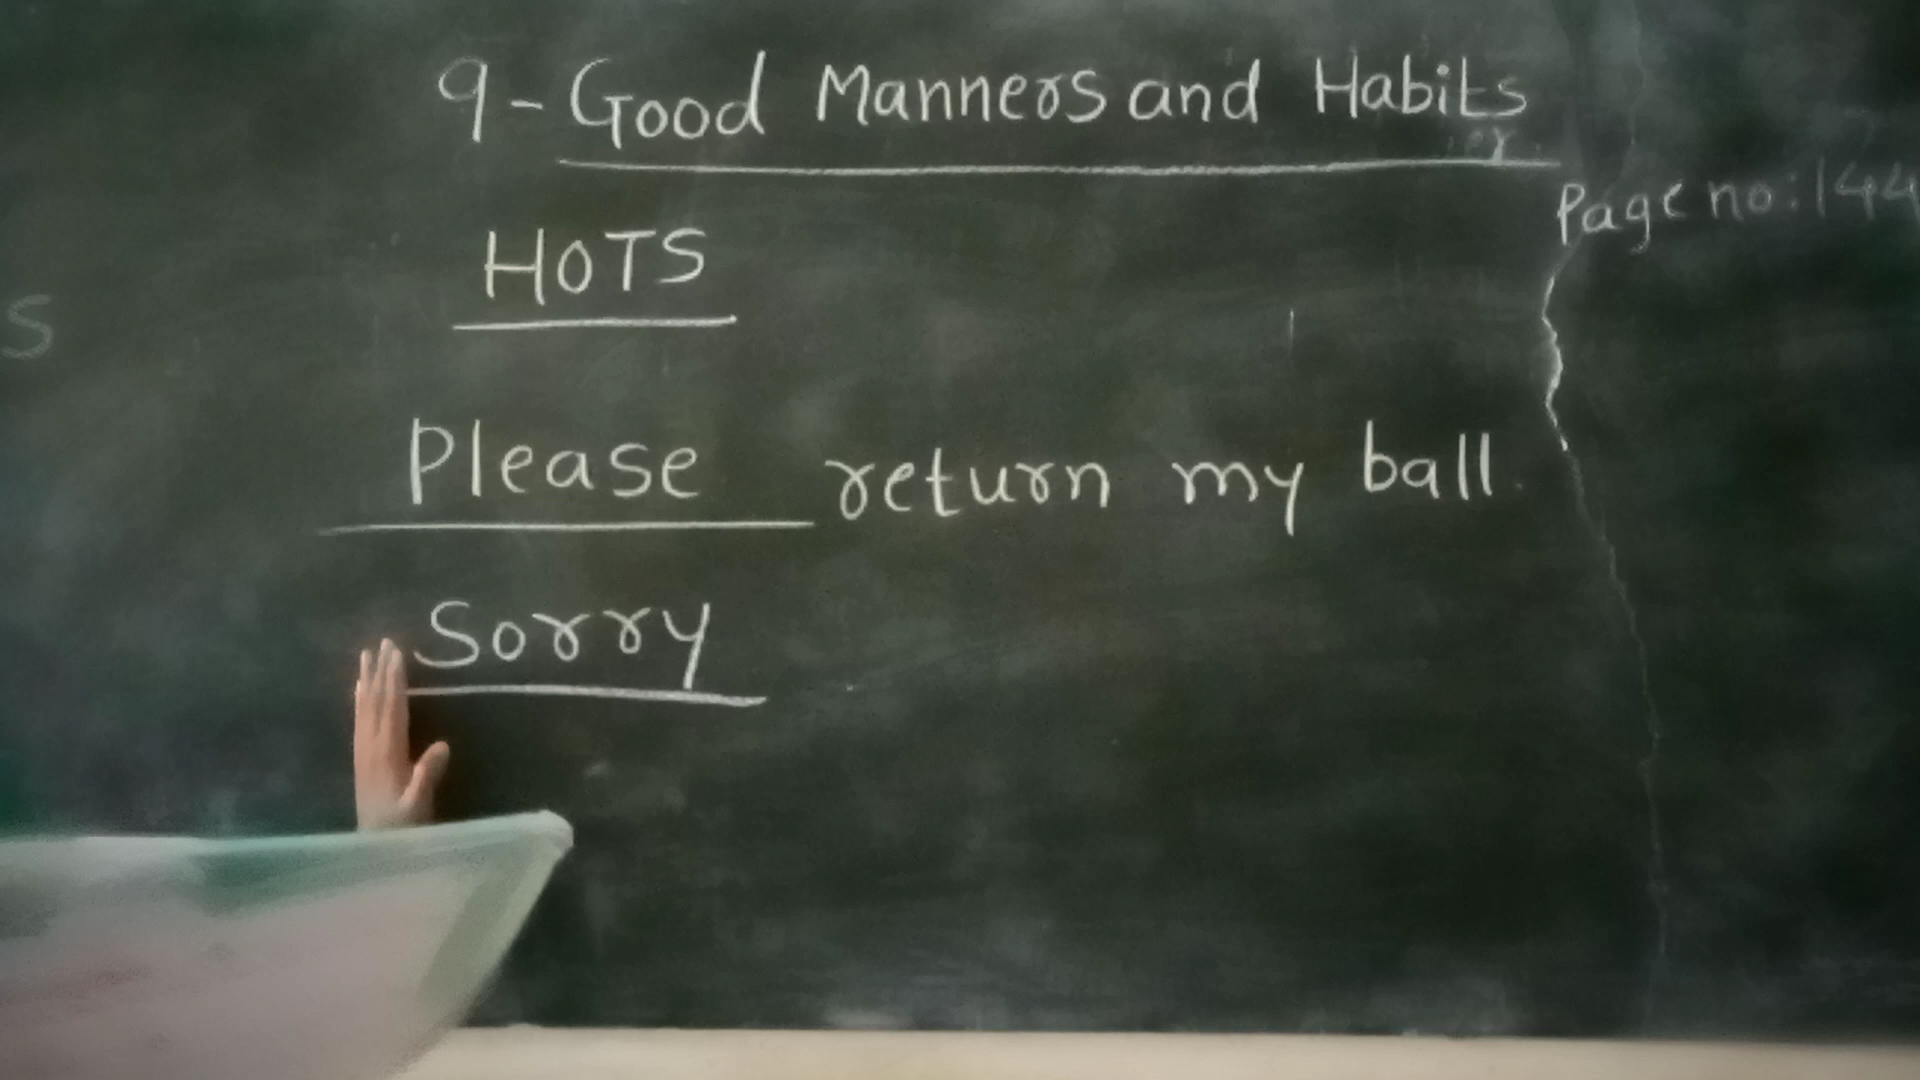 9-Good Manners and Habits
Page no:144
HOTS
S
Please return my ball.
Sorry